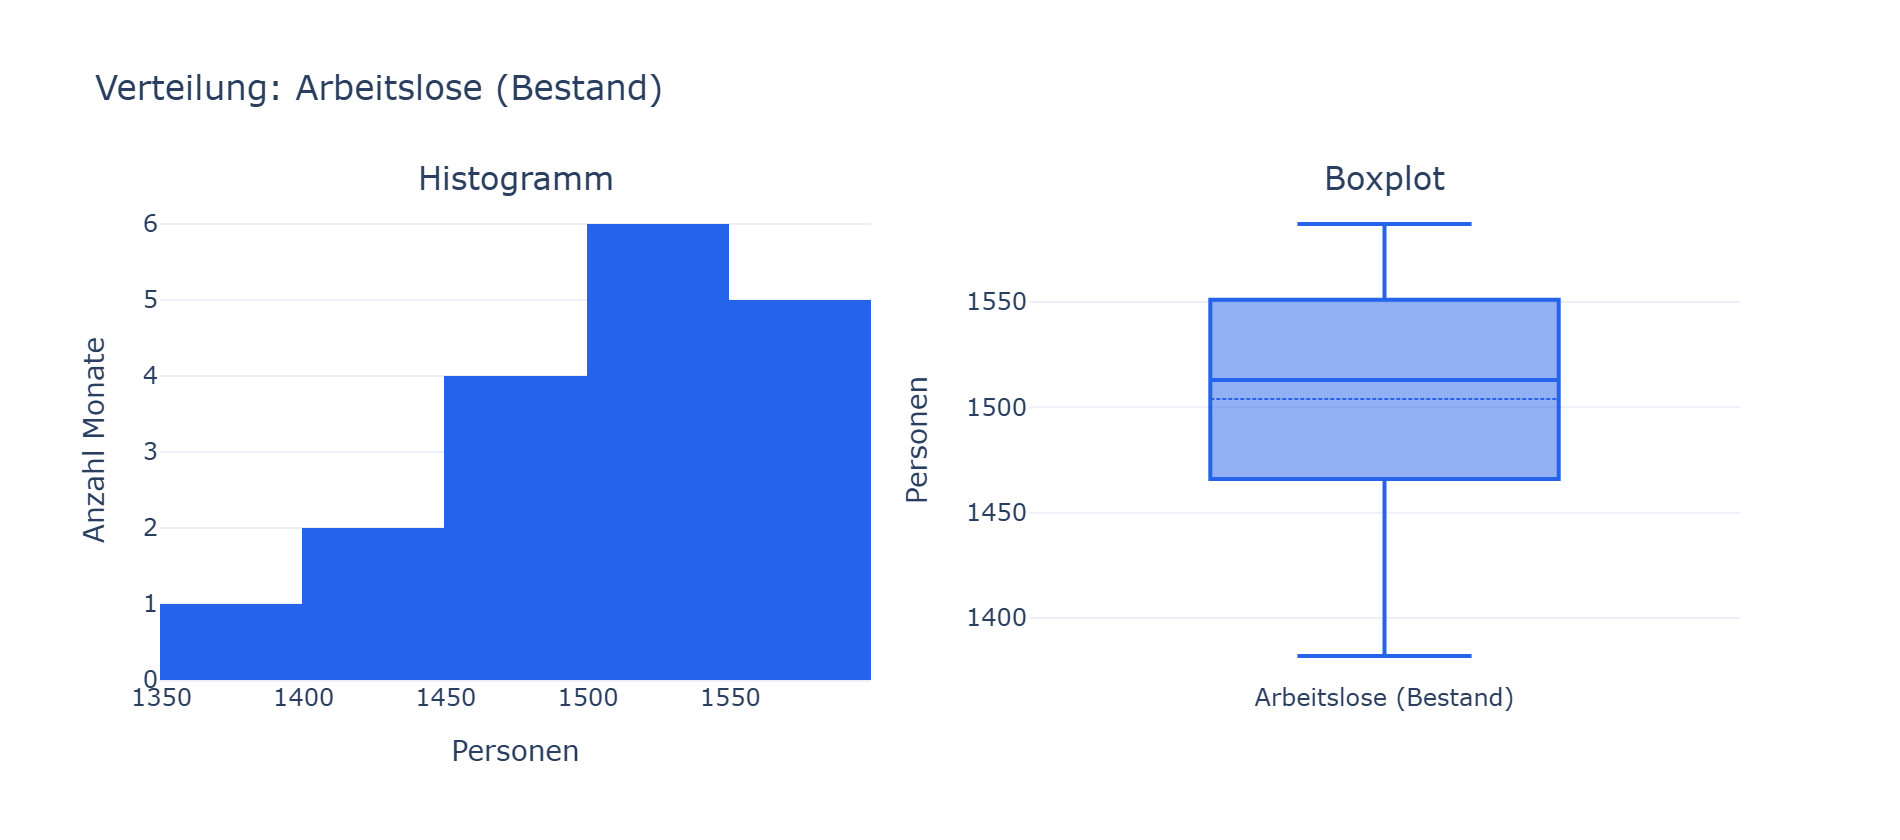 Verteilung: Arbeitslose (Bestand)
Histogramm
6
5
4
3
2
1
0
Anzahl Monate
1350 1400 1450 1500 1550
Personen
Boxplot
1550
1500
1450
1400
Personen
Arbeitslose (Bestand)